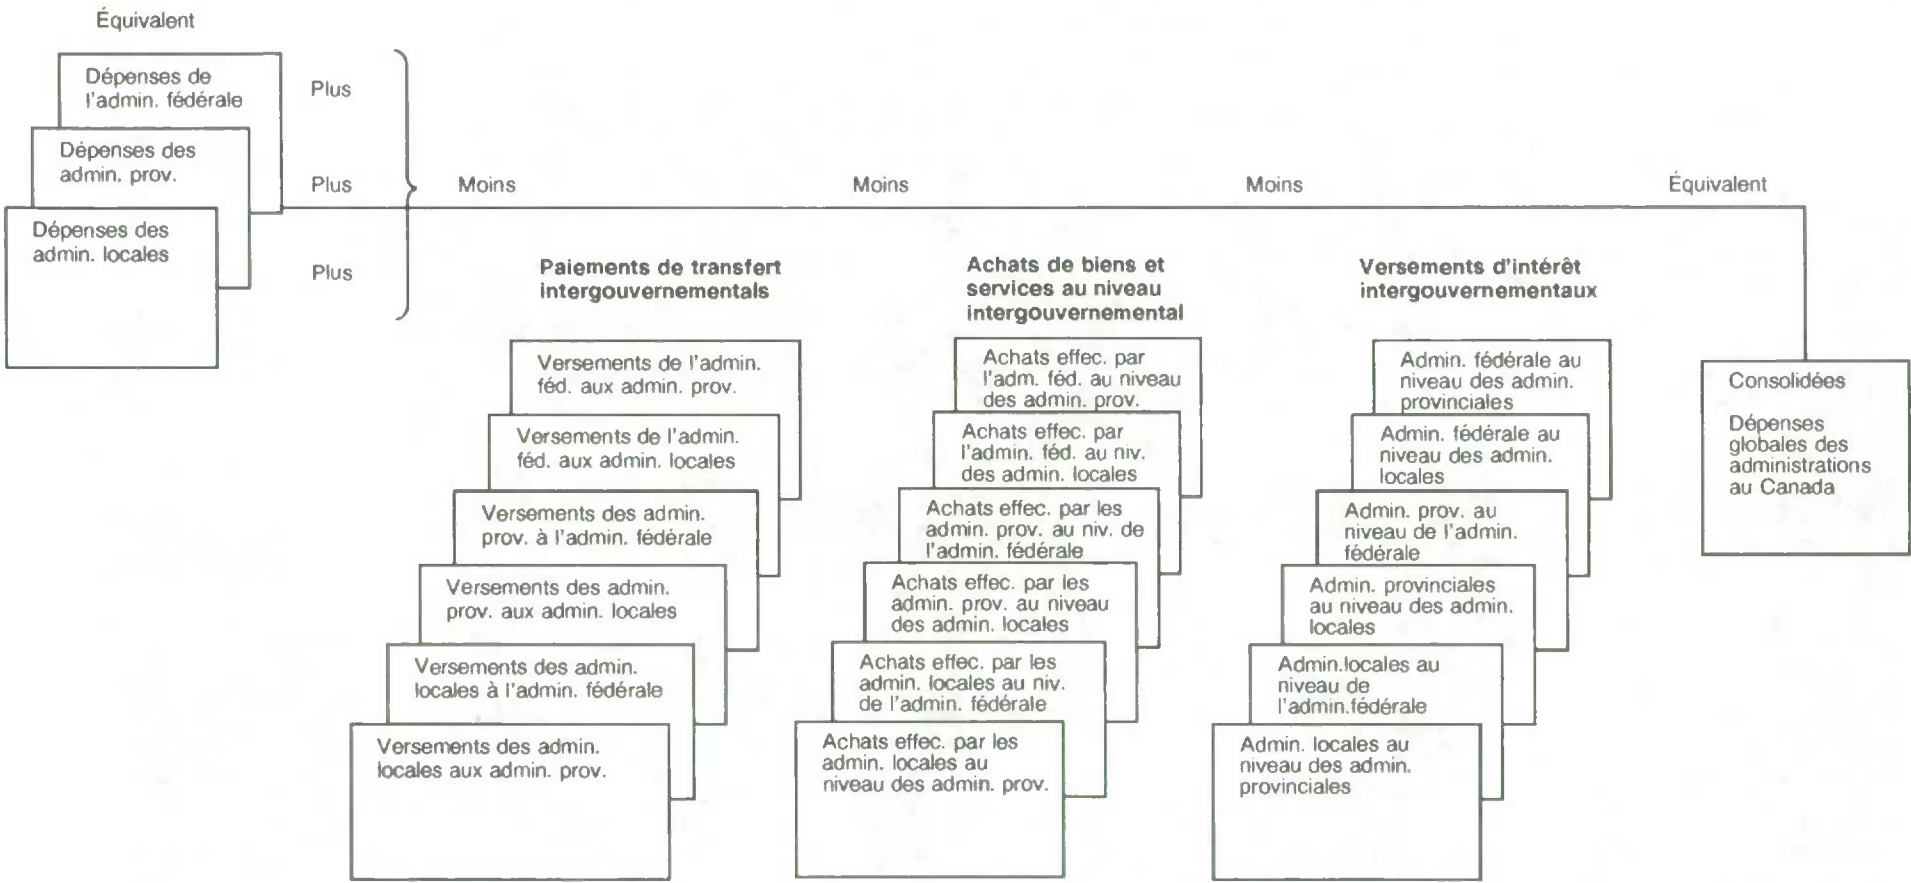 Équivalent
Dépenses de
l'admin. fédérale
Plus
Dépenses des
admin. prov.
Plus
Dépenses des
admin. locales
Plus
Moins
Moins
Moins
Équivalent
Paiements de transfert
intergouvernementals
Versements de l'admin.
féd. aux admin. prov.
Versements de l'admin.
féd. aux admin. locales
Versements des admin.
prov. à l'admin. fédérale
Versements des admin.
prov. aux admin. locales
Versements des admin.
locales à l'admin. fédérale
Versements des admin.
locales aux admin. prov.
Achats de biens et
services au niveau
intergouvernemental
Achats effec. par
l'adm. féd. au niveau
des admin. prov.
Achats effec. par
l'admin. féd. au niv.
des admin. locales
Achats effec. par les
admin. prov. au niv. de
l'admin. fédérale
Achats effec. par les
admin. prov. au niveau
des admin. locales
Achats effec. par les
admin. locales au niv.
de l'admin. fédérale
Achats effec. par les
admin. locales au
niveau des admin. prov.
Versements d'intérêt
intergouvernementaux
Admin. fédérale au
niveau des admin.
provinciales
Admin. fédérale au
niveau des admin.
locales
Admin. prov. au
niveau de l'admin.
fédérale
Admin. provinciales
au niveau des admin.
locales
Admin.locales au
niveau de
l'admin.fédérale
Admin. locales au
niveau des admin.
provinciales
Consolidées
Dépenses
globales des
administrations
au Canada